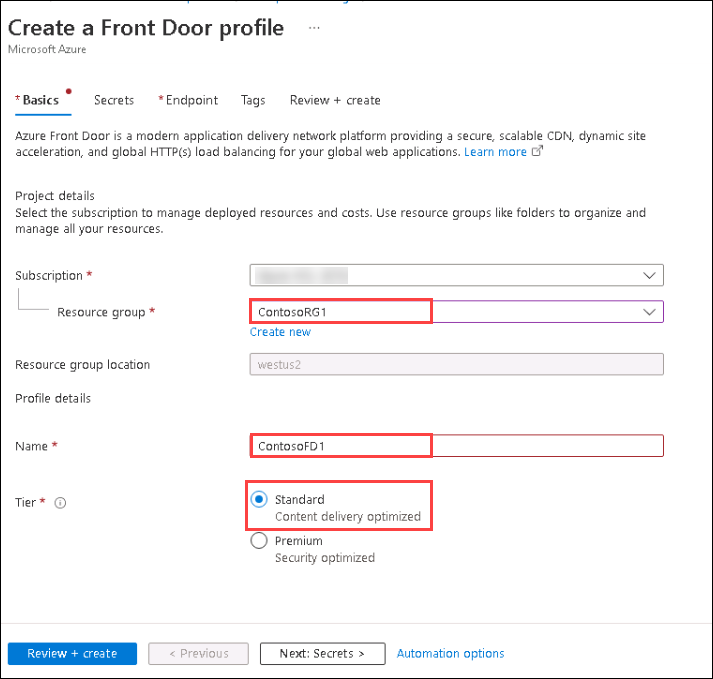 Create a Front Door profile ...
Microsoft Azure
* Basics
Secrets
* Endpoint
Tags
Review + create
Azure Front Door is a modern application delivery network platform providing a secure, scalable CDN, dynamic site
acceleration, and global HTTP(s) load balancing for your global web applications. Learn more
Project details
Select the subscription to manage deployed resources and costs. Use resource groups like folders to organize and
manage all your resources.
Subscription *
Resource group *
ContosoRG1
Create new
Resource group location
westus2
Profile details
Name *
ContosoFD1
Tier *
Standard
Content delivery optimized
Premium
Security optimized
Review + create
< Previous
Next: Secrets >
Automation options